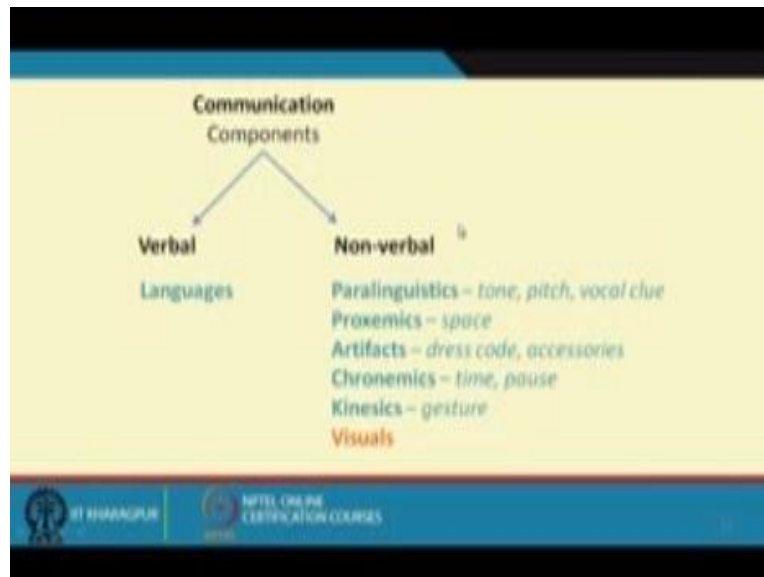 Communication
Components
Verbal
Non-verbal
Languages
Paralinguistics – tone, pitch, vocal clue
Proxemics – space
Artifacts – dress code, accessories
Chronemics – time, pause
Kinesics – gesture
Visuals
IIT KHARAGPUR
NPTEL ONLINE
CERTIFICATION COURSES